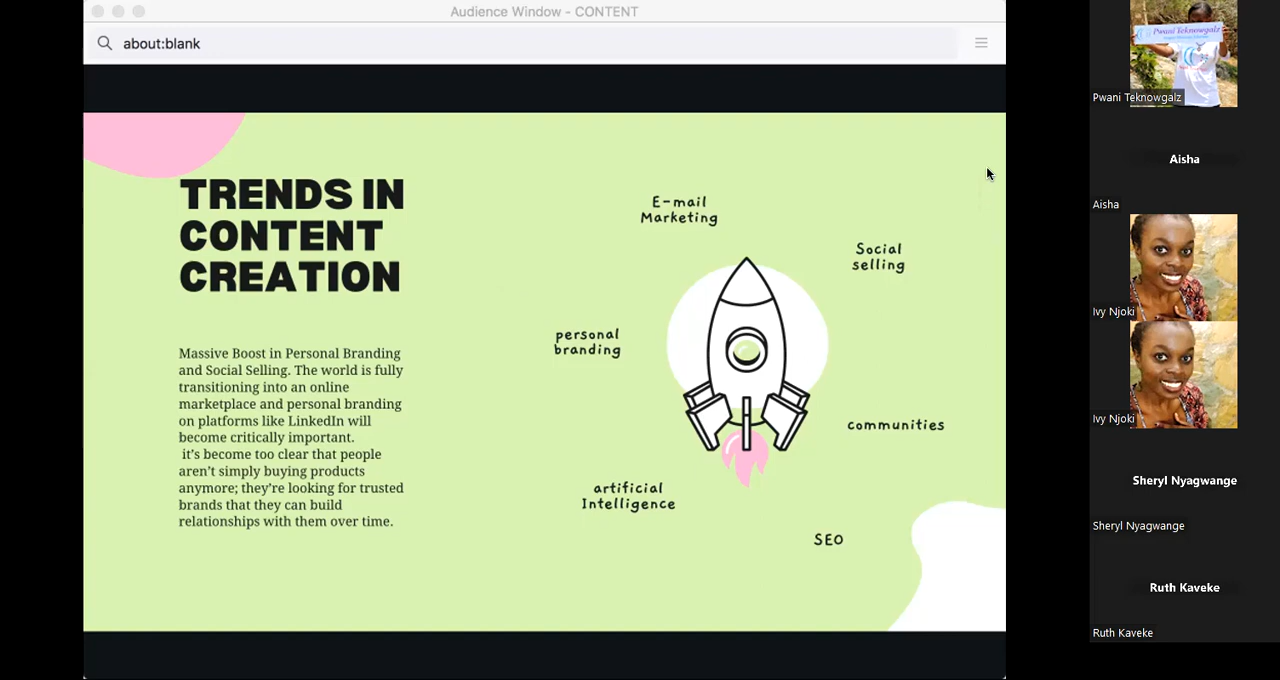 Audience Window - CONTENT
about:blank
TRENDS IN
CONTENT
CREATION
Massive Boost in Personal Branding
and Social Selling. The world is fully
transitioning into an online
marketplace and personal branding
on platforms like LinkedIn will
become critically important.
it's become too clear that people
aren't simply buying products
anymore; they're looking for trusted
brands that they can build
relationships with them over time.
E-mail
Marketing
Social
selling
personal
branding
communities
artificial
Intelligence
SEO
Pwani Teknowgalz
Pwani Teknowgalz
Aisha
Aisha
Ivy Njoki
Ivy Njoki
Sheryl Nyagwange
Sheryl Nyagwange
Ruth Kaveke
Ruth Kaveke